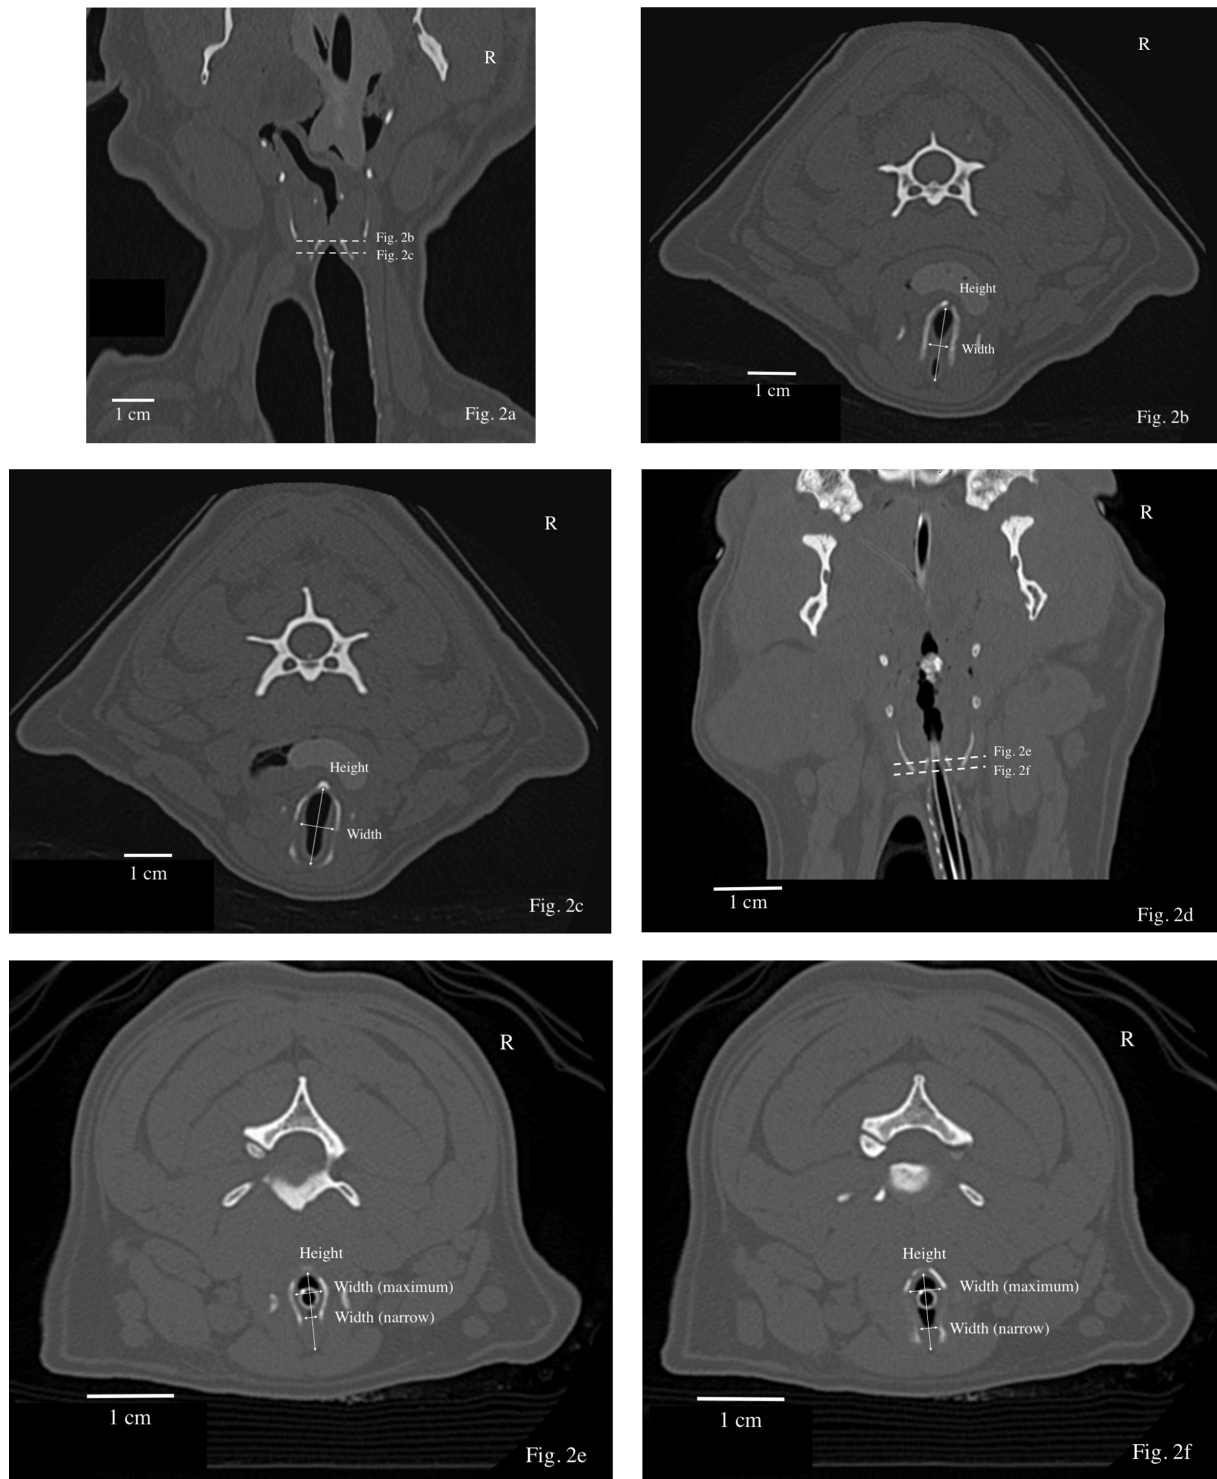 R
Fig. 2b
Fig. 2c
1 cm
Fig. 2a
R
Height
Width
1 cm
Fig. 2b
R
Height
Width
1 cm
Fig. 2c
R
Fig. 2e
Fig. 2f
1 cm
Fig. 2d
R
Height
Width (maximum)
Width (narrow)
1 cm
Fig. 2e
R
Height
Width (maximum)
Width (narrow)
1 cm
Fig. 2f